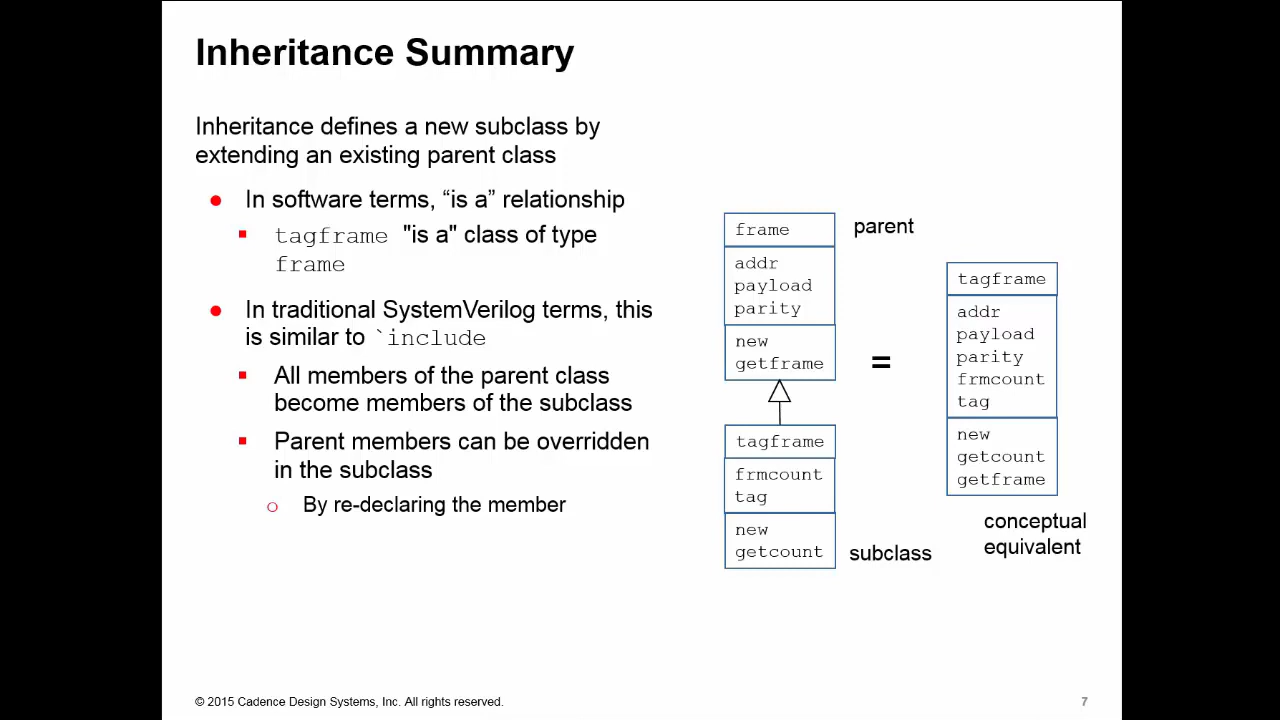 Inheritance Summary
Inheritance defines a new subclass by
extending an existing parent class
● In software terms, “is a” relationship
▪ tagframe "is a" class of type
frame
● In traditional SystemVerilog terms, this
is similar to `include
▪ All members of the parent class
become members of the subclass
▪ Parent members can be overridden
in the subclass
o By re-declaring the member
frame
parent
addr
payload
parity
new
getframe
tagframe
frmcount
tag
new
getcount
subclass
=
tagframe
addr
payload
parity
frmcount
tag
new
getcount
getframe
conceptual
equivalent
© 2015 Cadence Design Systems, Inc. All rights reserved.
7